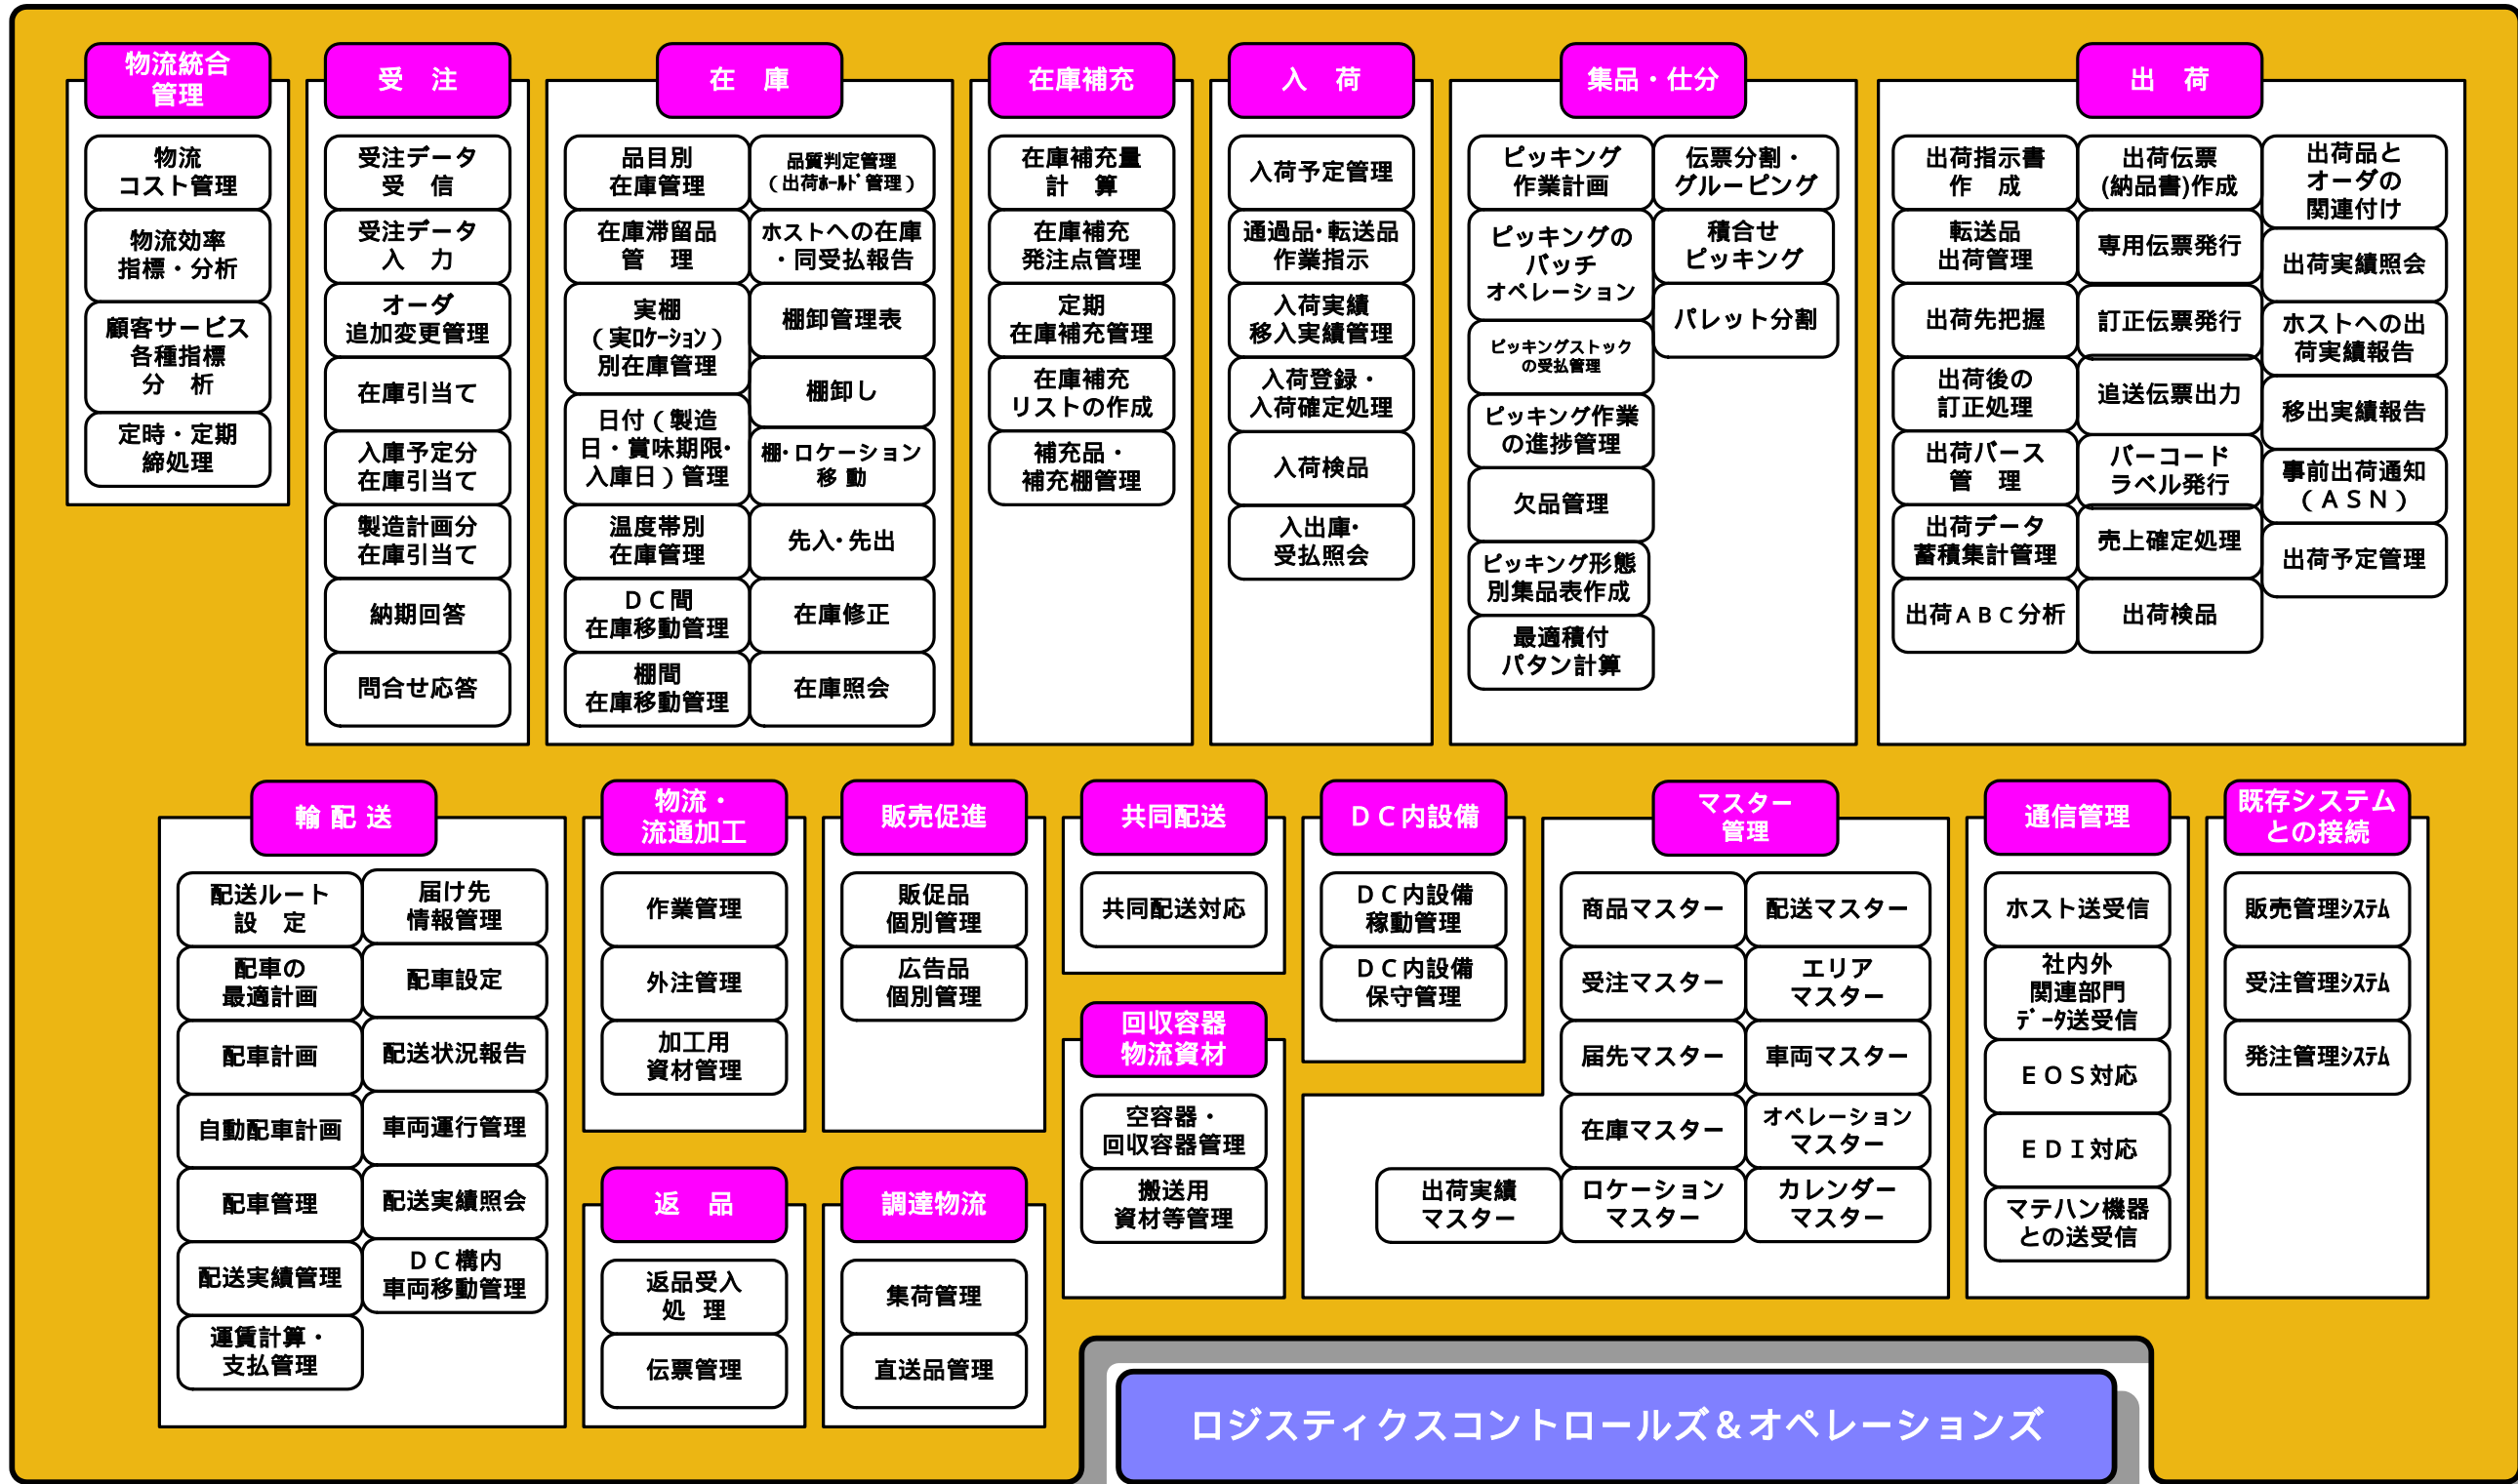 物流統合
管理
物流
コスト管理
物流効率
指標・分析
顧客サービス
各種指標
分　析
定時・定期
締処理
受　注
受注データ
受　信
受注データ
入　力
オーダ
追加変更管理
在庫引当て
入庫予定分
在庫引当て
製造計画分
在庫引当て
納期回答
問合せ応答
在　庫
品目別
在庫管理
在庫滞留品
管　理
実棚
（実ﾛｹｰｼｮﾝ）
別在庫管理
日付（製造
日・賞味期限・
入庫日）管理
温度帯別
在庫管理
ＤＣ間
在庫移動管理
棚間
在庫移動管理
品質判定管理
（出荷ﾎｰﾙﾄﾞ管理）
ホストへの在庫
・同受払報告
棚卸管理表
棚卸し
棚・ロケーション
移 動
先入・先出
在庫修正
在庫照会
在庫補充
在庫補充量
計　算
在庫補充
発注点管理
定期
在庫補充管理
在庫補充
リストの作成
補充品・
補充棚管理
入　荷
入荷予定管理
通過品・転送品
作業指示
入荷実績
移入実績管理
入荷登録・
入荷確定処理
入荷検品
入出庫・
受払照会
集品・仕分
ピッキング
作業計画
ピッキングの
バッチ
オペレーション
ピッキングストック
の受払管理
ピッキング作業
の進捗管理
欠品管理
ピッキング形態
別集品表作成
最適積付
パタン計算
伝票分割・
グルーピング
積合せ
ピッキング
パレット分割
出　荷
出荷指示書
作　成
転送品
出荷管理
出荷先把握
出荷後の
訂正処理
出荷バース
管　理
出荷データ
蓄積集計管理
出荷ＡＢＣ分析
出荷伝票
(納品書)作成
専用伝票発行
訂正伝票発行
追送伝票出力
バーコード
ラベル発行
売上確定処理
出荷検品
出荷品と
オーダの
関連付け
出荷実績照会
ホストへの出
荷実績報告
移出実績報告
事前出荷通知
（ＡＳＮ）
出荷予定管理
輸 配 送
配送ルート
設　定
配車の
最適計画
配車計画
自動配車計画
配車管理
配送実績管理
運賃計算・
支払管理
届け先
情報管理
配車設定
配送状況報告
車両運行管理
配送実績照会
ＤＣ構内
車両移動管理
物流・
流通加工
作業管理
外注管理
加工用
資材管理
返　品
返品受入
処 理
伝票管理
販売促進
販促品
個別管理
広告品
個別管理
調達物流
集荷管理
直送品管理
共同配送
共同配送対応
回収容器
物流資材
空容器・
回収容器管理
搬送用
資材等管理
ＤＣ内設備
ＤＣ内設備
稼動管理
ＤＣ内設備
保守管理
マスター
管理
商品マスター
受注マスター
届先マスター
在庫マスター
出荷実績
マスター
ロケーション
マスター
配送マスター
エリア
マスター
車両マスター
オペレーション
マスター
カレンダー
マスター
通信管理
ホスト送受信
社内外
関連部門
ﾃﾞｰﾀ送受信
ＥＯＳ対応
ＥＤＩ対応
マテハン機器
との送受信
既存システム
との接続
販売管理ｼｽﾃﾑ
受注管理ｼｽﾃﾑ
発注管理ｼｽﾃﾑ
ロジスティクスコントロールズ＆オペレーションズ